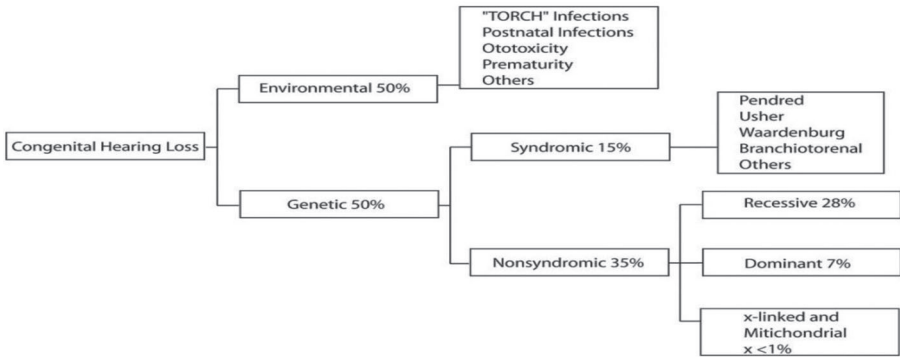 "TORCH" Infections
Postnatal Infections
Ototoxicity
Prematurity
Others
Environmental 50%
Pendred
Usher
Waardenburg
Branchiotorenal
Others
Congenital Hearing Loss
Syndromic 15%
Genetic 50%
Recessive 28%
Nonsyndromic 35%
Dominant 7%
x-linked and
Mitichondrial
x <1%